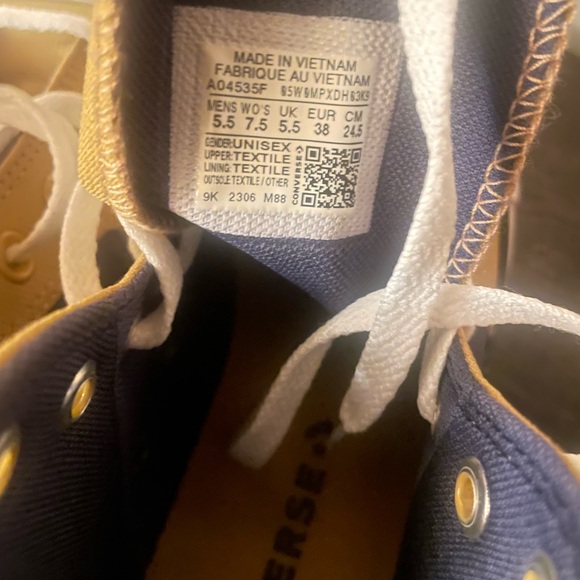 MADE IN VIETNAM
FABRIQUE AU VIETNAM
A04535F
MENS WO'S UK EUR CM
5.5 7.5 5.5 38 24.5
GENDER: UNISEX
UPPER: TEXTILE
LINING: TEXTILE
OUTSOLE: TEXTILE / OTHER
9K 2306 M88
CONVERSE
ERSE